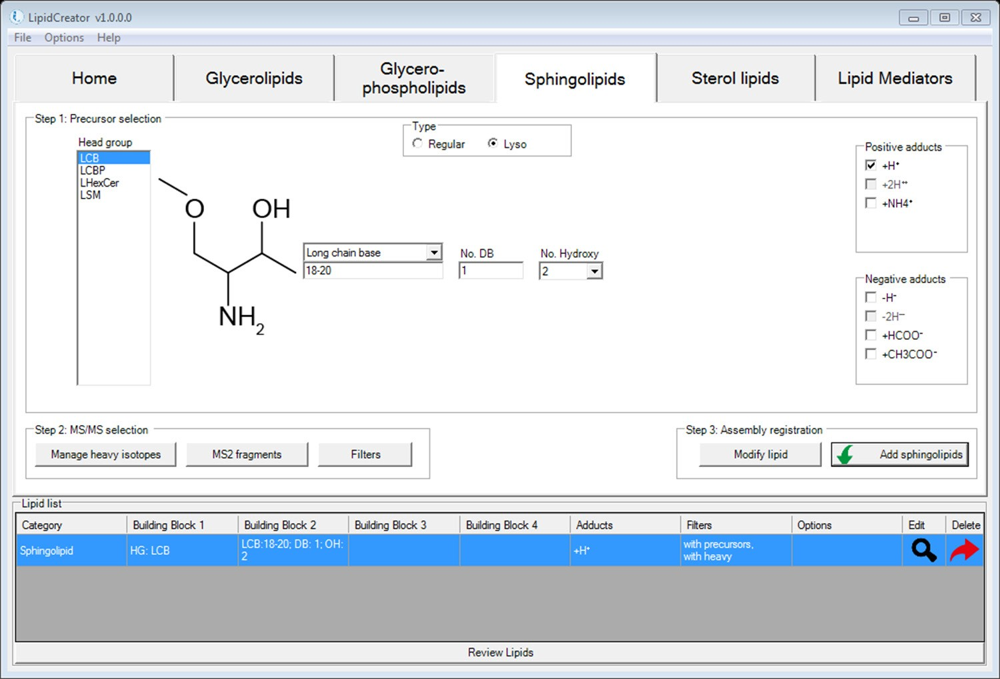 LipidCreator v1.0.0.0
File Options Help
Home
Glycerolipids
Glycero-
phospholipids
Sphingolipids
Sterol lipids
Lipid Mediators
Step 1: Precursor selection
Type
Regular
Lyso
Head group
LCB
LCBP
LHexCer
LSM
O
OH
NH2
Long chain base
18-20
No. DB
1
No. Hydroxy
2
Positive adducts
+H⁺
+2H⁺⁺
+NH4⁺
Negative adducts
-H⁻
-2H⁻⁻
+HCOO⁻
+CH3COO⁻
Step 2: MS/MS selection
Manage heavy isotopes
MS2 fragments
Filters
Step 3: Assembly registration
Modify lipid
Add sphingolipids
Lipid list
Category Building Block 1 Building Block 2 Building Block 3 Building Block 4 Adducts Filters Options Edit Delete
Sphingolipid
HG: LCB
LCB:18-20; DB: 1; OH:
2
+H⁺
with precursors,
with heavy
Review Lipids